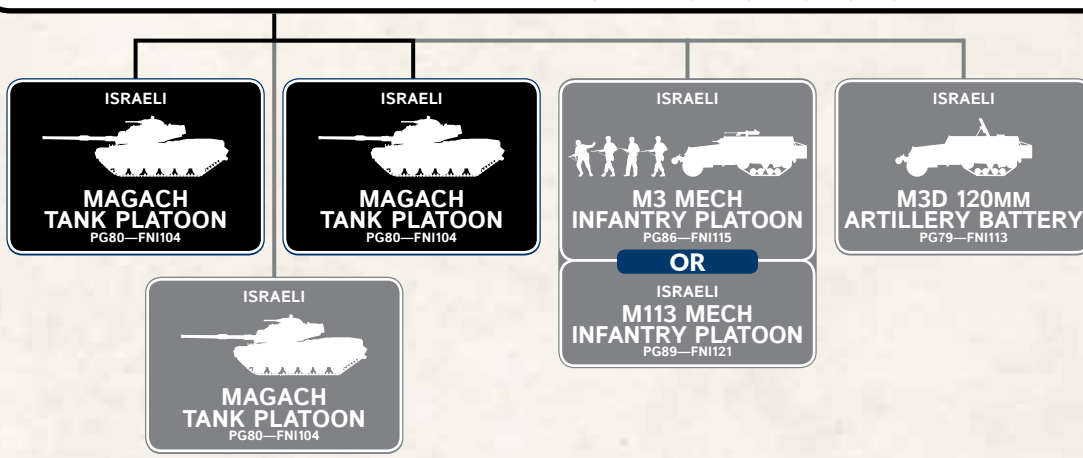 ISRAELI
MAGACH
TANK PLATOON
PG80—FNI104
ISRAELI
MAGACH
TANK PLATOON
PG80—FNI104
ISRAELI
M3 MECH
INFANTRY PLATOON
PG86—FNI115
OR
ISRAELI
M113 MECH
INFANTRY PLATOON
PG89—FNI121
ISRAELI
M3D 120MM
ARTILLERY BATTERY
PG79—FNI113
ISRAELI
MAGACH
TANK PLATOON
PG80—FNI104